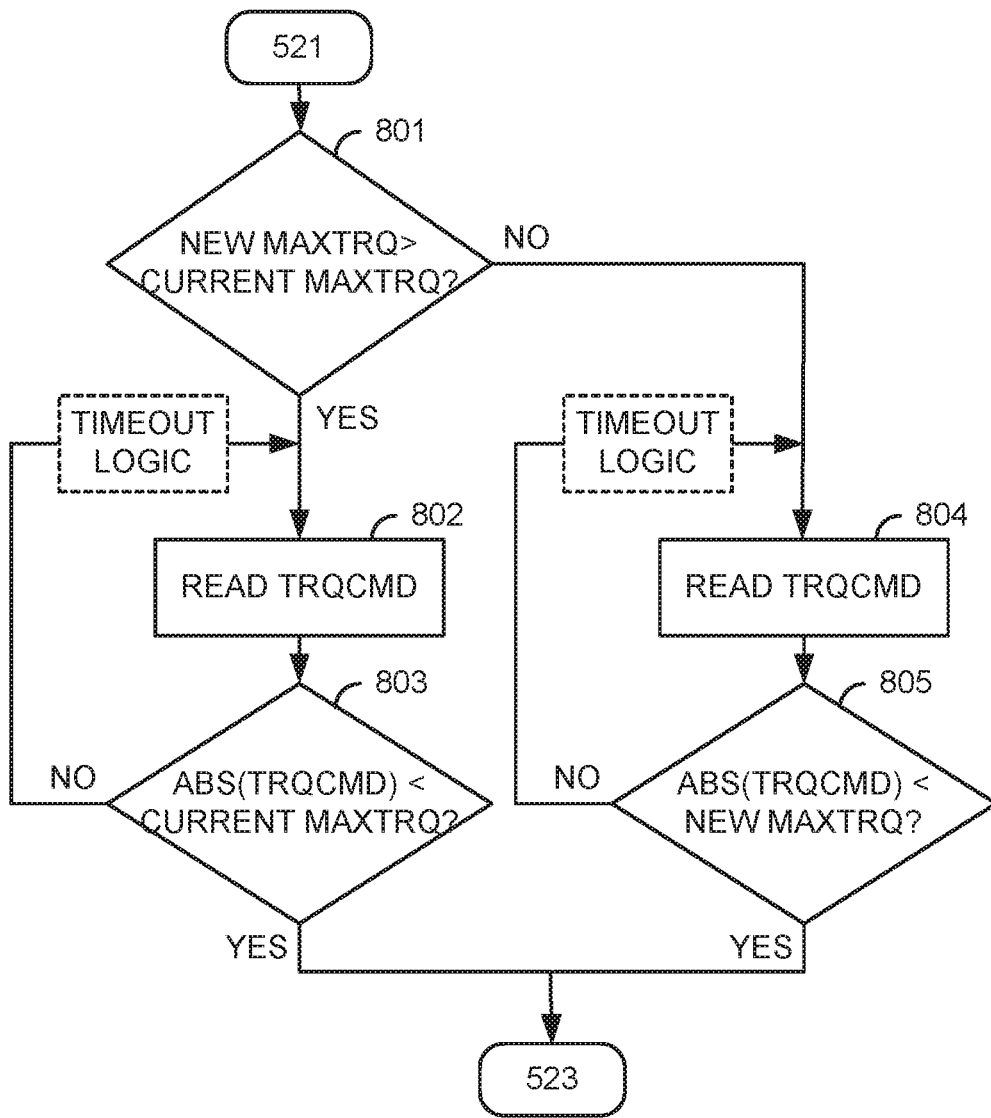 521
801
NEW MAXTRQ>
CURRENT MAXTRQ?
NO
YES
TIMEOUT
LOGIC
802
READ TRQCMD
803
ABS(TRQCMD) <
CURRENT MAXTRQ?
NO
YES
TIMEOUT
LOGIC
804
READ TRQCMD
805
ABS(TRQCMD) <
NEW MAXTRQ?
NO
YES
523